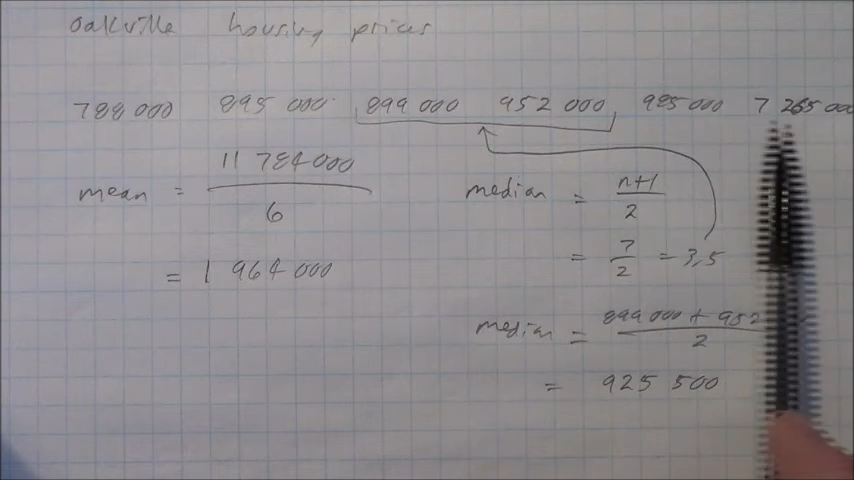 Oakville housing prices
788 000 895 000 899 000 952 000 985 000 7 265 000
mean = 11 784 000 / 6
= 1 964 000
median = n+1 / 2
= 7 / 2 = 3,5
median = 899 000 + 952 / 2
= 925 500